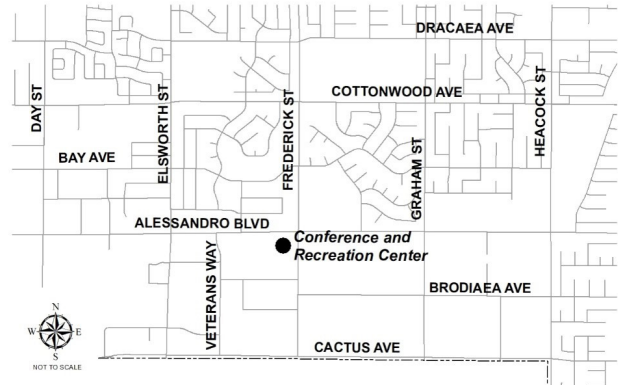 DRACAEA AVE
COTTONWOOD AVE
DAY ST
ELSWORTH ST
FREDERICK ST
HEACOCK ST
BAY AVE
GRAHAM ST
ALESSANDRO BLVD
Conference and
Recreation Center
VETERANS WAY
BRODIAEA AVE
N
W E
S
NOT TO SCALE
CACTUS AVE